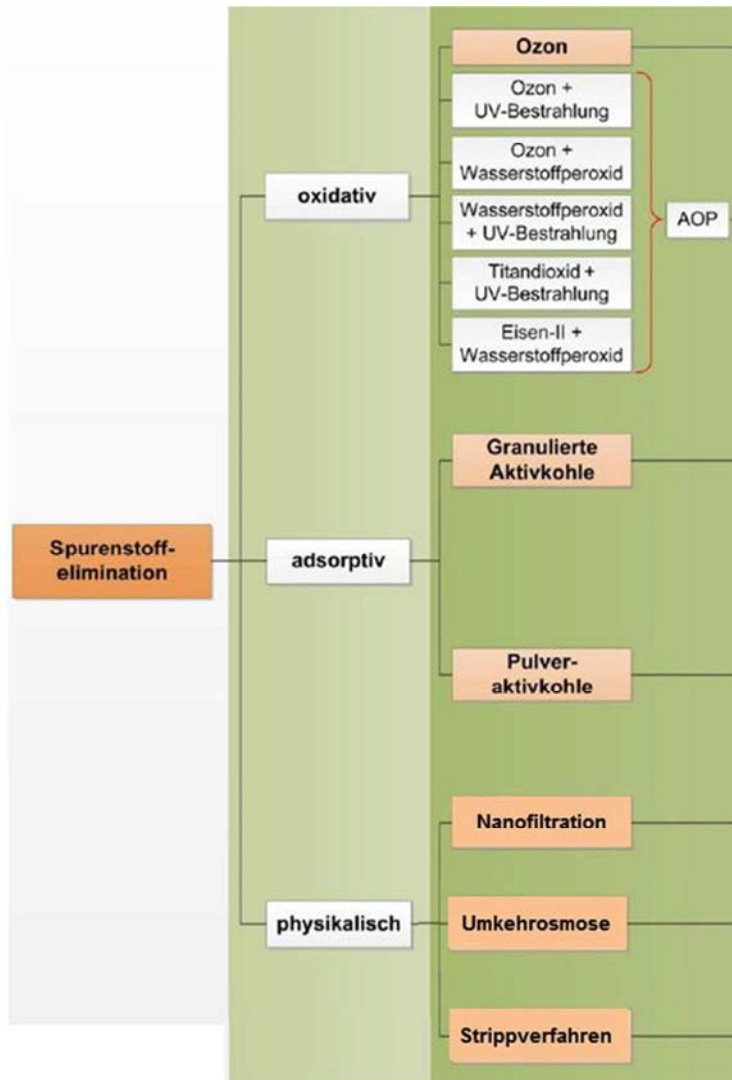 Spurenstoff-
elimination
oxidativ
Ozon
Ozon +
UV-Bestrahlung
Ozon +
Wasserstoffperoxid
Wasserstoffperoxid
+ UV-Bestrahlung
Titandioxid +
UV-Bestrahlung
Eisen-II +
Wasserstoffperoxid
AOP
adsorptiv
Granulierte
Aktivkohle
Pulver-
aktivkohle
physikalisch
Nanofiltration
Umkehrosmose
Strippverfahren